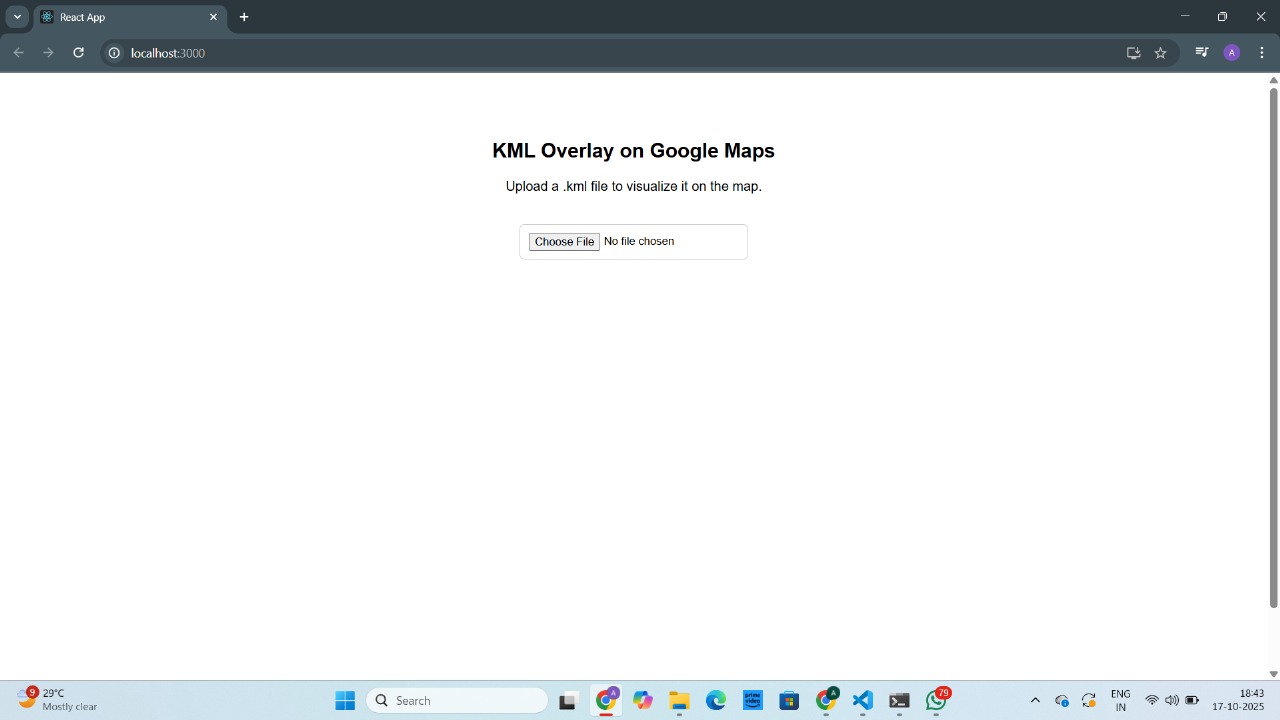 React App
localhost:3000
A
KML Overlay on Google Maps
Upload a .kml file to visualize it on the map.
Choose File No file chosen
9
29°C
Mostly clear
Search
A
prime video
A
79
ENG
IN
18:43
17-10-2025